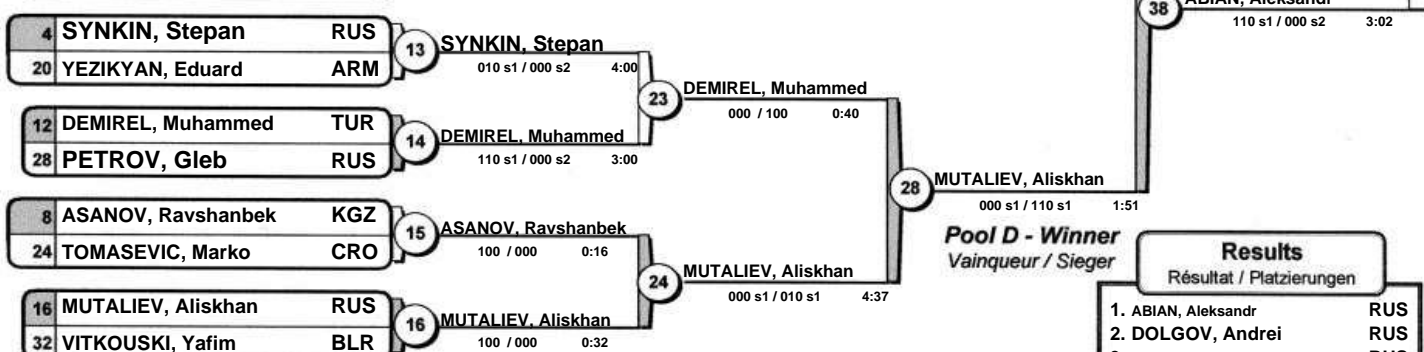 ABIAN, Aleksandr
38
110 s1 / 000 s2 3:02
4 SYNKIN, Stepan RUS
20 YEZIKYAN, Eduard ARM
13
SYNKIN, Stepan
010 s1 / 000 s2 4:00
23
DEMIREL, Muhammed
000 / 100 0:40
12 DEMIREL, Muhammed TUR
28 PETROV, Gleb RUS
14
DEMIREL, Muhammed
110 s1 / 000 s2 3:00
28
MUTALIEV, Aliskhan
000 s1 / 110 s1 1:51
8 ASANOV, Ravshanbek KGZ
24 TOMASEVIC, Marko CRO
15
ASANOV, Ravshanbek
100 / 000 0:16
24
MUTALIEV, Aliskhan
000 s1 / 010 s1 4:37
16 MUTALIEV, Aliskhan RUS
32 VITKOUSKI, Yafim BLR
16
MUTALIEV, Aliskhan
100 / 000 0:32
Pool D - Winner
Vainqueur / Sieger
Results
Résultat / Platzierungen
1. ABIAN, Aleksandr RUS
2. DOLGOV, Andrei RUS